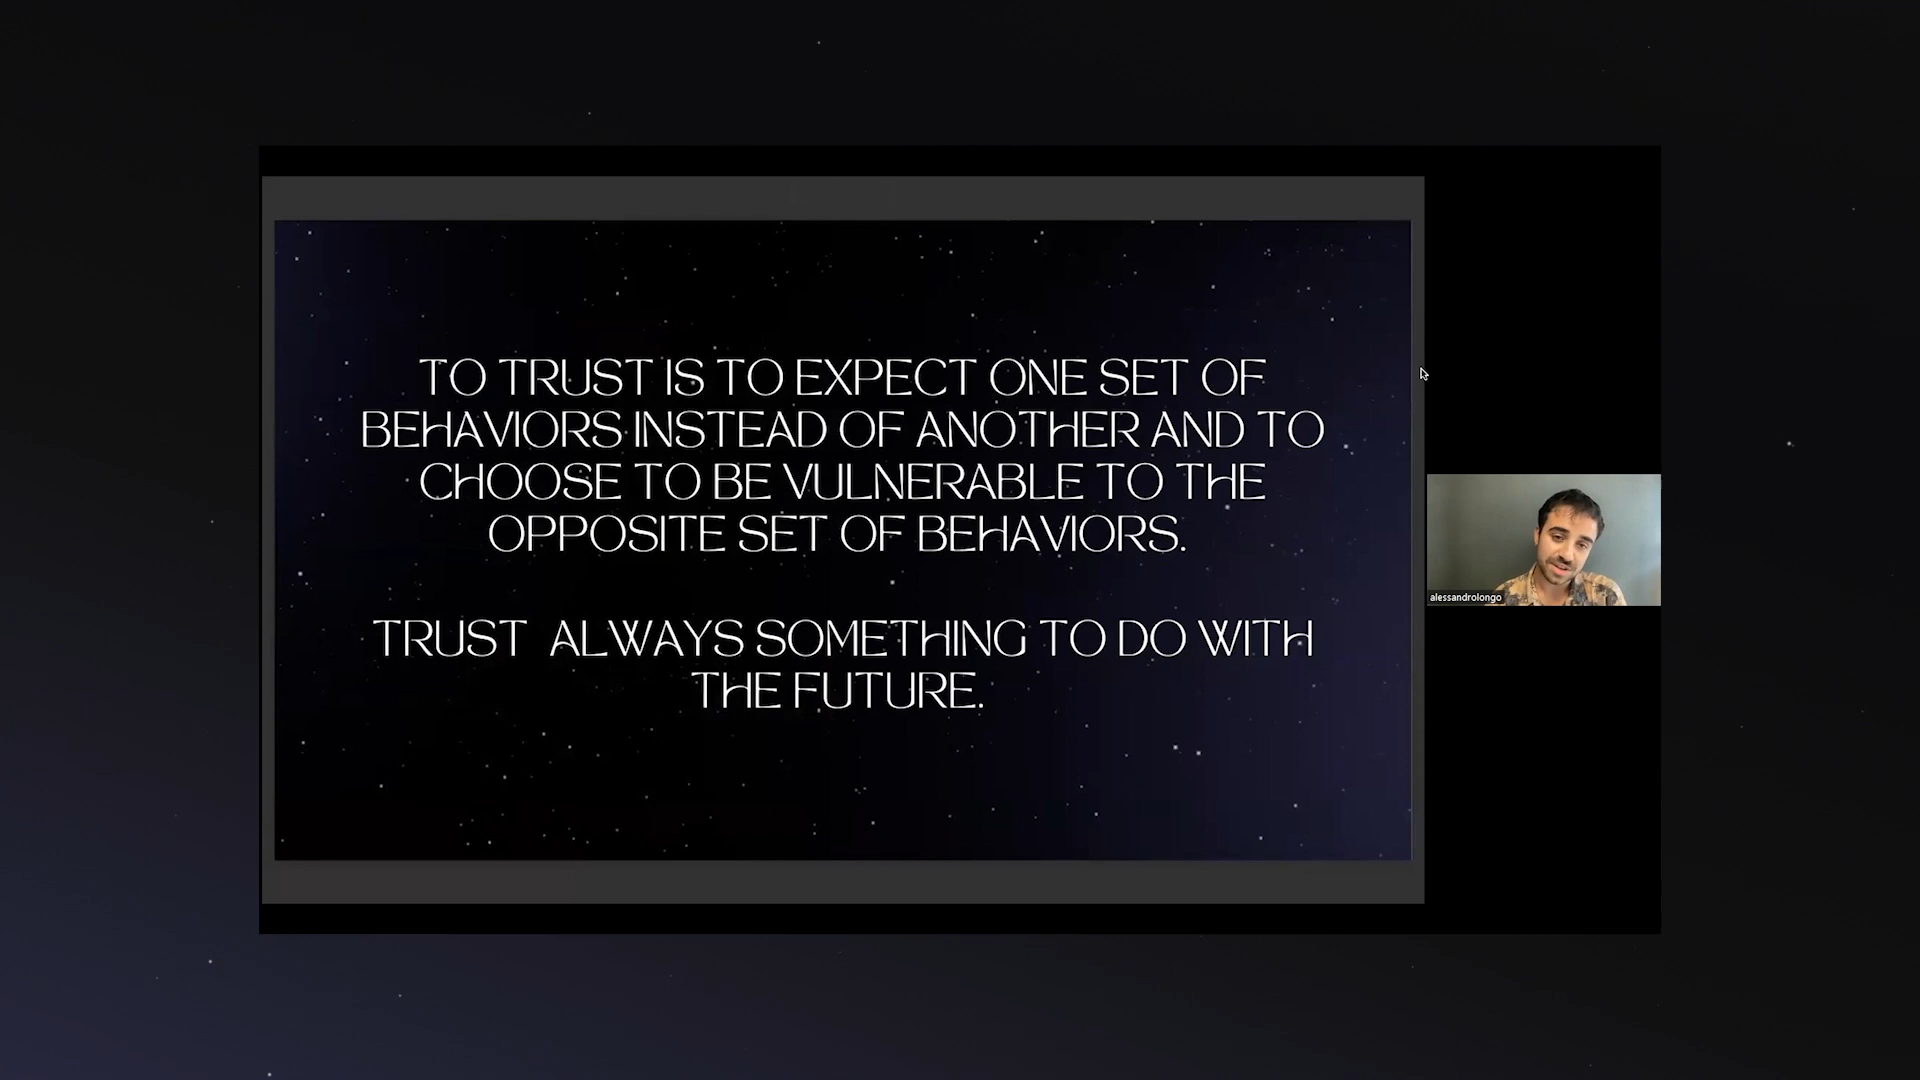 TO TRUST IS TO EXPECT ONE SET OF
BEHAVIORS INSTEAD OF ANOTHER AND TO
CHOOSE TO BE VULNERABLE TO THE
OPPOSITE SET OF BEHAVIORS.
TRUST ALWAYS SOMETHING TO DO WITH
THE FUTURE.
alessandrolongo